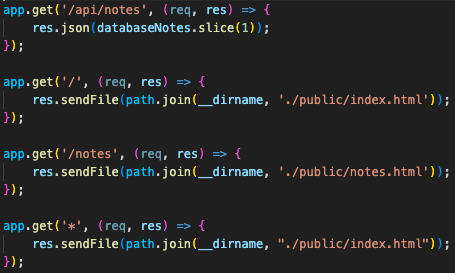 app.get('/api/notes', (req, res) => {
    res.json(databaseNotes.slice(1));
});

app.get('/', (req, res) => {
    res.sendFile(path.join(__dirname, './public/index.html'));
});

app.get('/notes', (req, res) => {
    res.sendFile(path.join(__dirname, './public/notes.html'));
});

app.get('*', (req, res) => {
    res.sendFile(path.join(__dirname, "./public/index.html"));
});